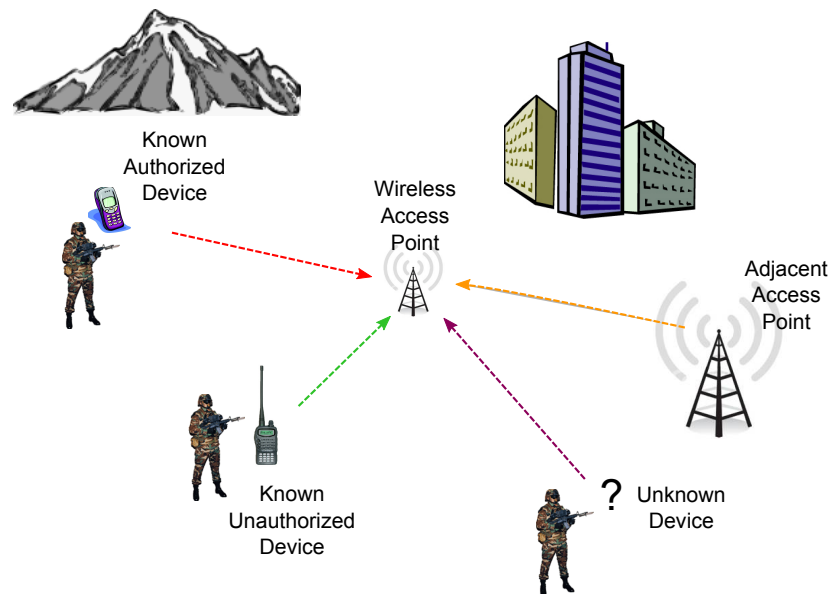 Known
Authorized
Device
Wireless
Access
Point
Adjacent
Access
Point
Known
Unauthorized
Device
?
Unknown
Device